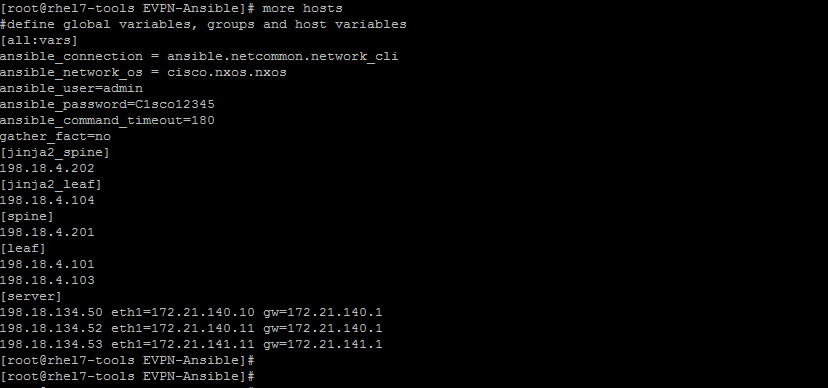 [root@rhel7-tools EVPN-Ansible]# more hosts
#define global variables, groups and host variables
[all:vars]
ansible_connection = ansible.netcommon.network_cli
ansible_network_os = cisco.nxos.nxos
ansible_user=admin
ansible_password=C1sco12345
ansible_command_timeout=180
gather_fact=no
[jinja2_spine]
198.18.4.202
[jinja2_leaf]
198.18.4.104
[spine]
198.18.4.201
[leaf]
198.18.4.101
198.18.4.103
[server]
198.18.134.50 eth1=172.21.140.10 gw=172.21.140.1
198.18.134.52 eth1=172.21.140.11 gw=172.21.140.1
198.18.134.53 eth1=172.21.141.11 gw=172.21.141.1
[root@rhel7-tools EVPN-Ansible]#
[root@rhel7-tools EVPN-Ansible]#